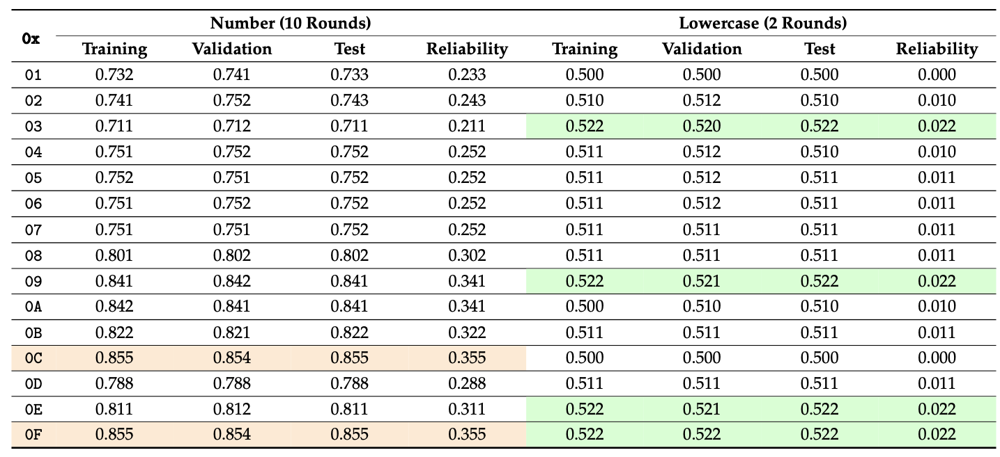 0x Number (10 Rounds) Lowercase (2 Rounds)
Training Validation Test Reliability Training Validation Test Reliability
01 0.732 0.741 0.733 0.233 0.500 0.500 0.500 0.000
02 0.741 0.752 0.743 0.243 0.510 0.512 0.510 0.010
03 0.711 0.712 0.711 0.211 0.522 0.520 0.522 0.022
04 0.751 0.752 0.752 0.252 0.511 0.512 0.510 0.010
05 0.752 0.751 0.752 0.252 0.511 0.512 0.511 0.011
06 0.751 0.752 0.752 0.252 0.511 0.512 0.511 0.011
07 0.751 0.751 0.752 0.252 0.511 0.511 0.511 0.011
08 0.801 0.802 0.802 0.302 0.511 0.511 0.511 0.011
09 0.841 0.842 0.841 0.341 0.522 0.521 0.522 0.022
0A 0.842 0.841 0.841 0.341 0.500 0.510 0.510 0.010
0B 0.822 0.821 0.822 0.322 0.511 0.511 0.511 0.011
0C 0.855 0.854 0.855 0.355 0.500 0.500 0.500 0.000
0D 0.788 0.788 0.788 0.288 0.511 0.511 0.511 0.011
0E 0.811 0.812 0.811 0.311 0.522 0.521 0.522 0.022
0F 0.855 0.854 0.855 0.355 0.522 0.522 0.522 0.022